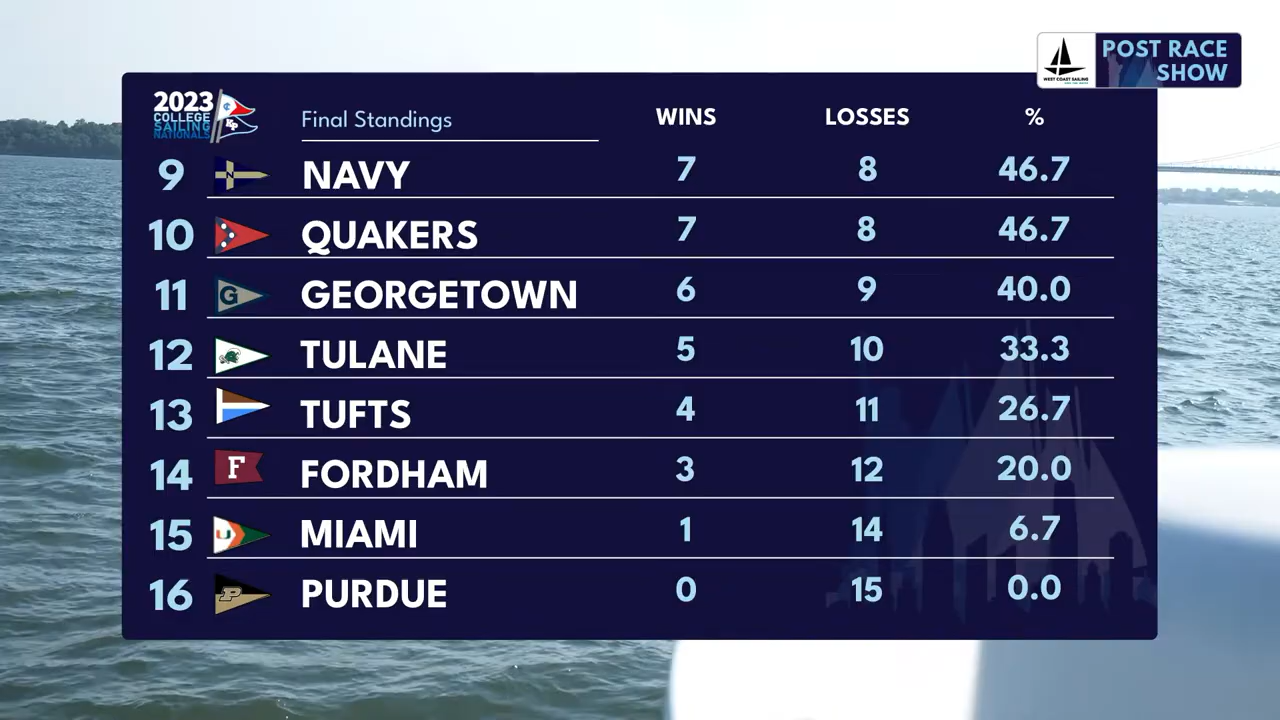 POST RACE
SHOW
WEST COAST SAILING
2023
COLLEGE
SAILING
NATIONALS
Final Standings WINS LOSSES %
9 N NAVY 7 8 46.7
10 QUAKERS 7 8 46.7
11 G GEORGETOWN 6 9 40.0
12 TULANE 5 10 33.3
13 TUFTS 4 11 26.7
14 F FORDHAM 3 12 20.0
15 U MIAMI 1 14 6.7
16 P PURDUE 0 15 0.0